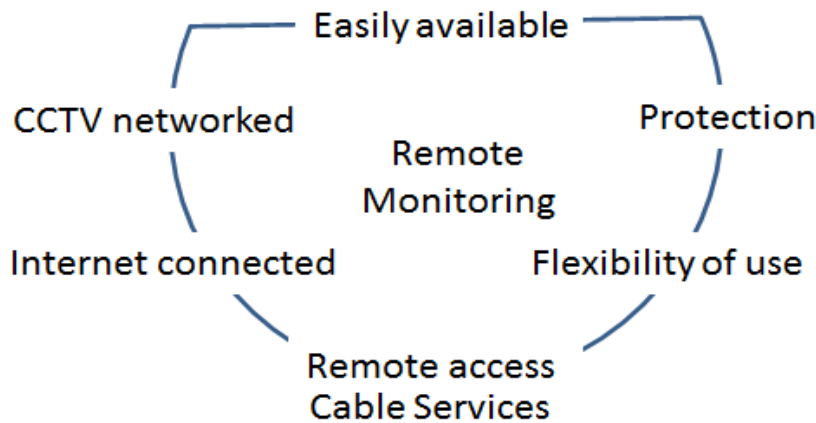 Easily available
CCTV networked
Protection
Remote
Monitoring
Internet connected
Flexibility of use
Remote access
Cable Services